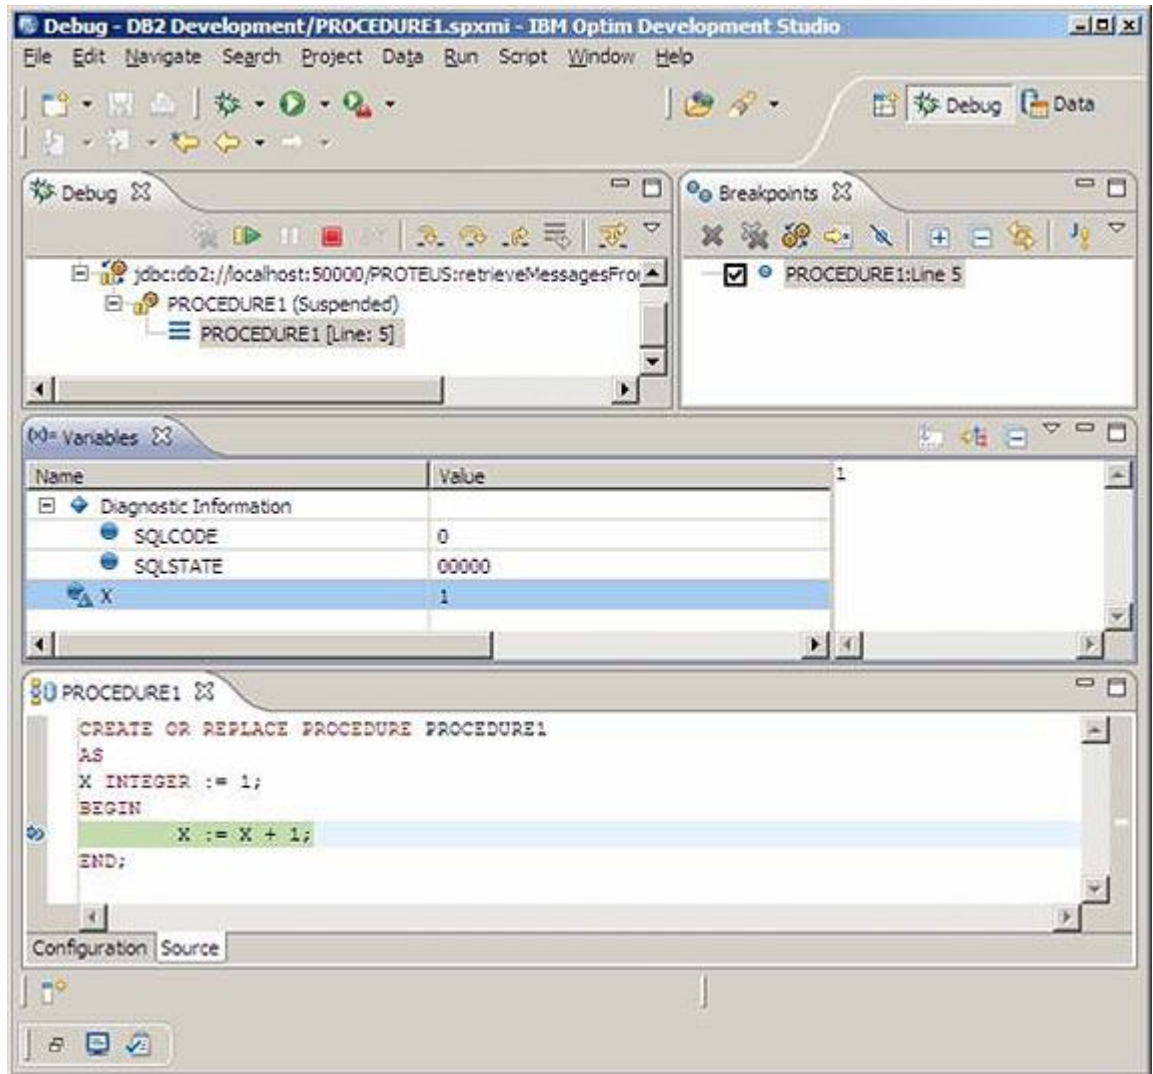 Debug - DB2 Development/PROCEDURE1.spxmi - IBM Optim Development Studio
File Edit Navigate Search Project Data Run Script Window Help
Debug Data
Debug
jdbc:db2://localhost:50000/PROTEUS:retrieveMessagesFro
PROCEDURE1 (Suspended)
PROCEDURE1 [Line: 5]
Breakpoints
PROCEDURE1:Line 5
(x)= Variables
Name Value
Diagnostic Information
SQLCODE 0
SQLSTATE 00000
X 1
1
PROCEDURE1
CREATE OR REPLACE PROCEDURE PROCEDURE1
AS
X INTEGER := 1;
BEGIN
X := X + 1;
END;
Configuration Source